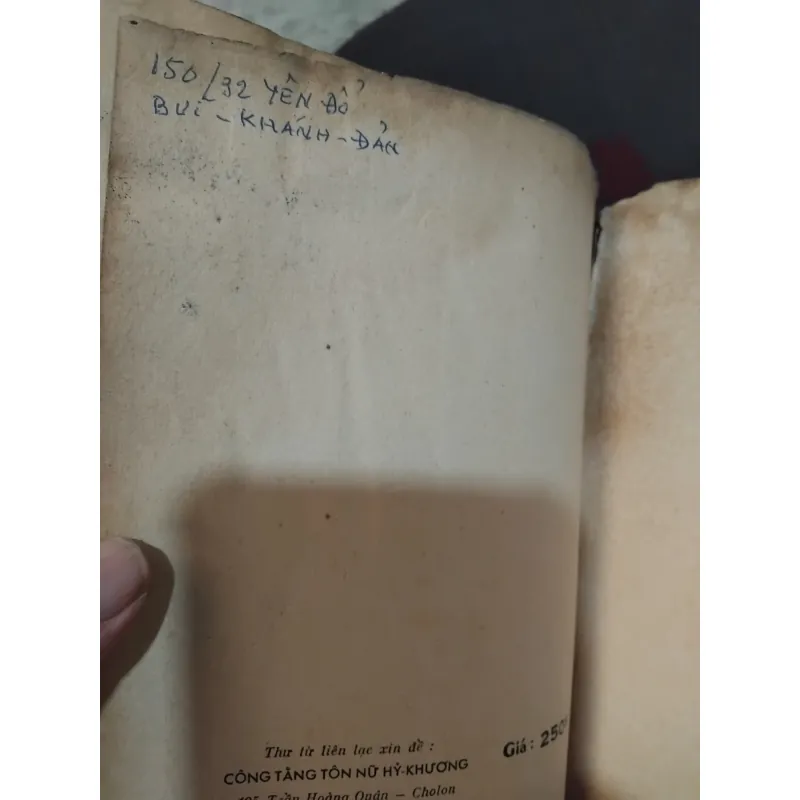 150/32 YÊN ĐỔ
BÙI-KHÁNH-ĐẢN
Thư từ liên lạc xin đề :
CÔNG TẰNG TÔN NỮ HỶ-KHƯƠNG
Giá : 250đ
Trần Hoàng Quân — Cholon